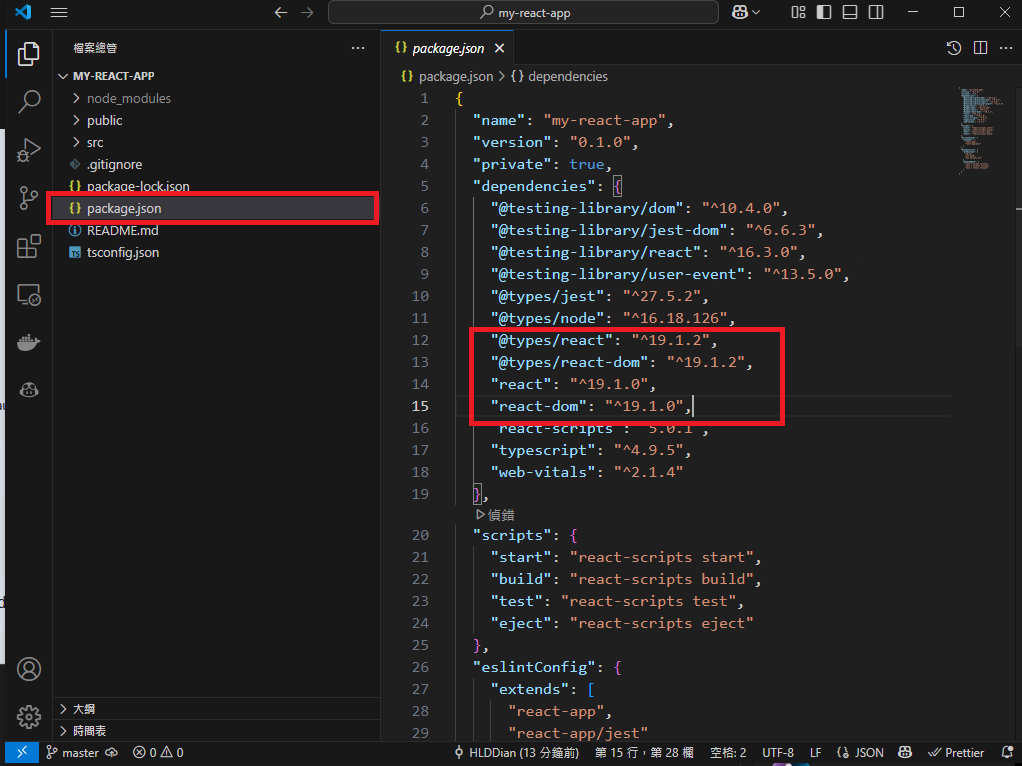 my-react-app
檔案總管
package.json
MY-REACT-APP
package.json > {} dependencies
node_modules
public
src
.gitignore
package-lock.json
package.json
README.md
TS tsconfig.json
1 {
2 "name": "my-react-app",
3 "version": "0.1.0",
4 "private": true,
5 "dependencies": {
6 "@testing-library/dom": "^10.4.0",
7 "@testing-library/jest-dom": "^6.6.3",
8 "@testing-library/react": "^16.3.0",
9 "@testing-library/user-event": "^13.5.0",
10 "@types/jest": "^27.5.2",
11 "@types/node": "^16.18.126",
12 "@types/react": "^19.1.2",
13 "@types/react-dom": "^19.1.2",
14 "react": "^19.1.0",
15 "react-dom": "^19.1.0",
16 "react-scripts": "5.0.1",
17 "typescript": "^4.9.5",
18 "web-vitals": "^2.1.4"
19 },
偵錯
20 "scripts": {
21 "start": "react-scripts start",
22 "build": "react-scripts build",
23 "test": "react-scripts test",
24 "eject": "react-scripts eject"
25 },
26 "eslintConfig": {
27 "extends": [
28 "react-app",
29 "react-app/jest"
大綱
時間表
master 0 0 HLDDian (13 分鐘前) 第 15 行，第 28 欄 空格: 2 UTF-8 LF {} JSON Prettier